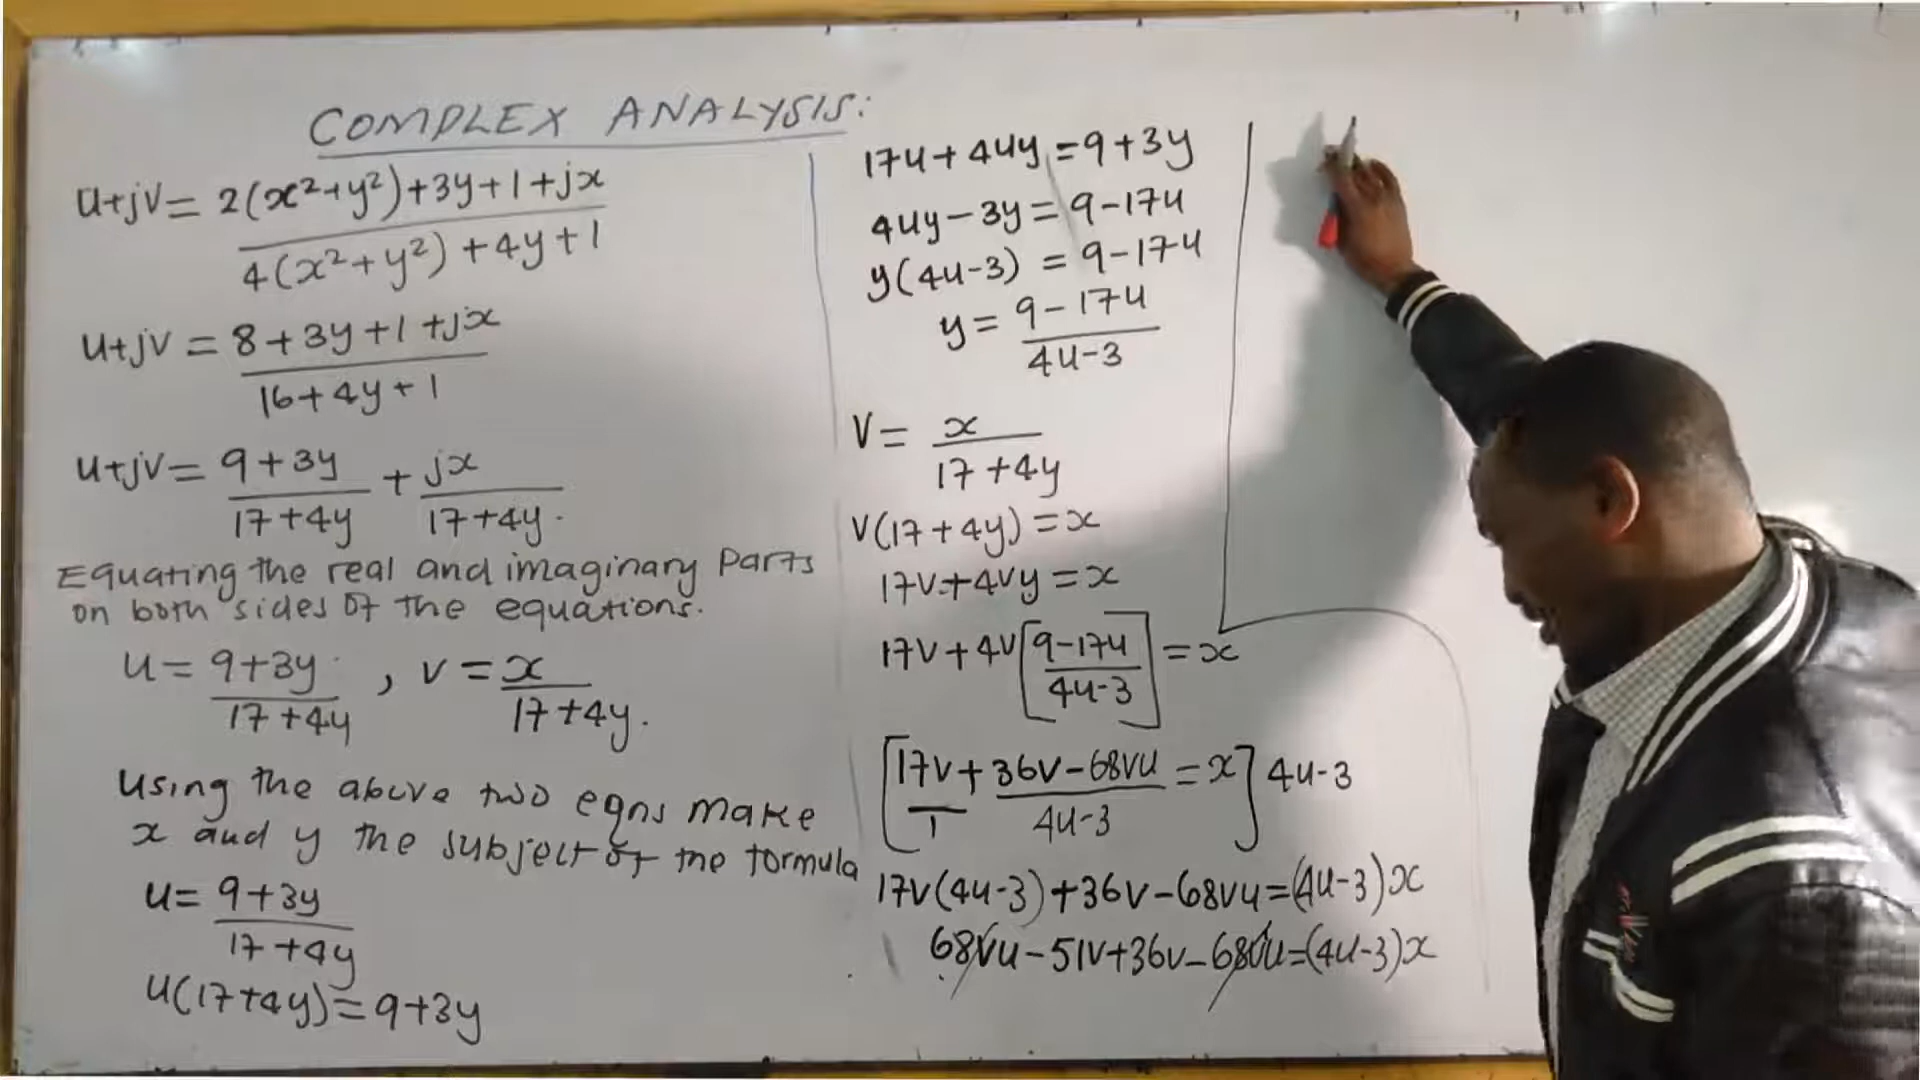 COMPLEX ANALYSIS:
u+jv = 2(x²+y²)+3y+1+jx
4(x²+y²)+4y+1
u+jv = 8+3y+1+jx
16+4y+1
u+jv = 9+3y + jx
17+4y 17+4y.
Equating the real and imaginary parts
on both sides of the equations.
u = 9+3y , v = x
17+4y 17+4y.
Using the above two eqns make
x and y the subject of the formula
u = 9+3y
17+4y
u(17+4y) = 9+3y
17u+4uy = 9+3y
4uy-3y = 9-17u
y(4u-3) = 9-17u
y = 9-17u
4u-3
v = x
17+4y
v(17+4y) = x
17v+4vy = x
17v+4v[9-17u] = x
4u-3
[17v + 36v-68vu = x] 4u-3
1 4u-3
17v(4u-3)+36v-68vu=(4u-3)x
68vu-51v+36v-68vu=(4u-3)x